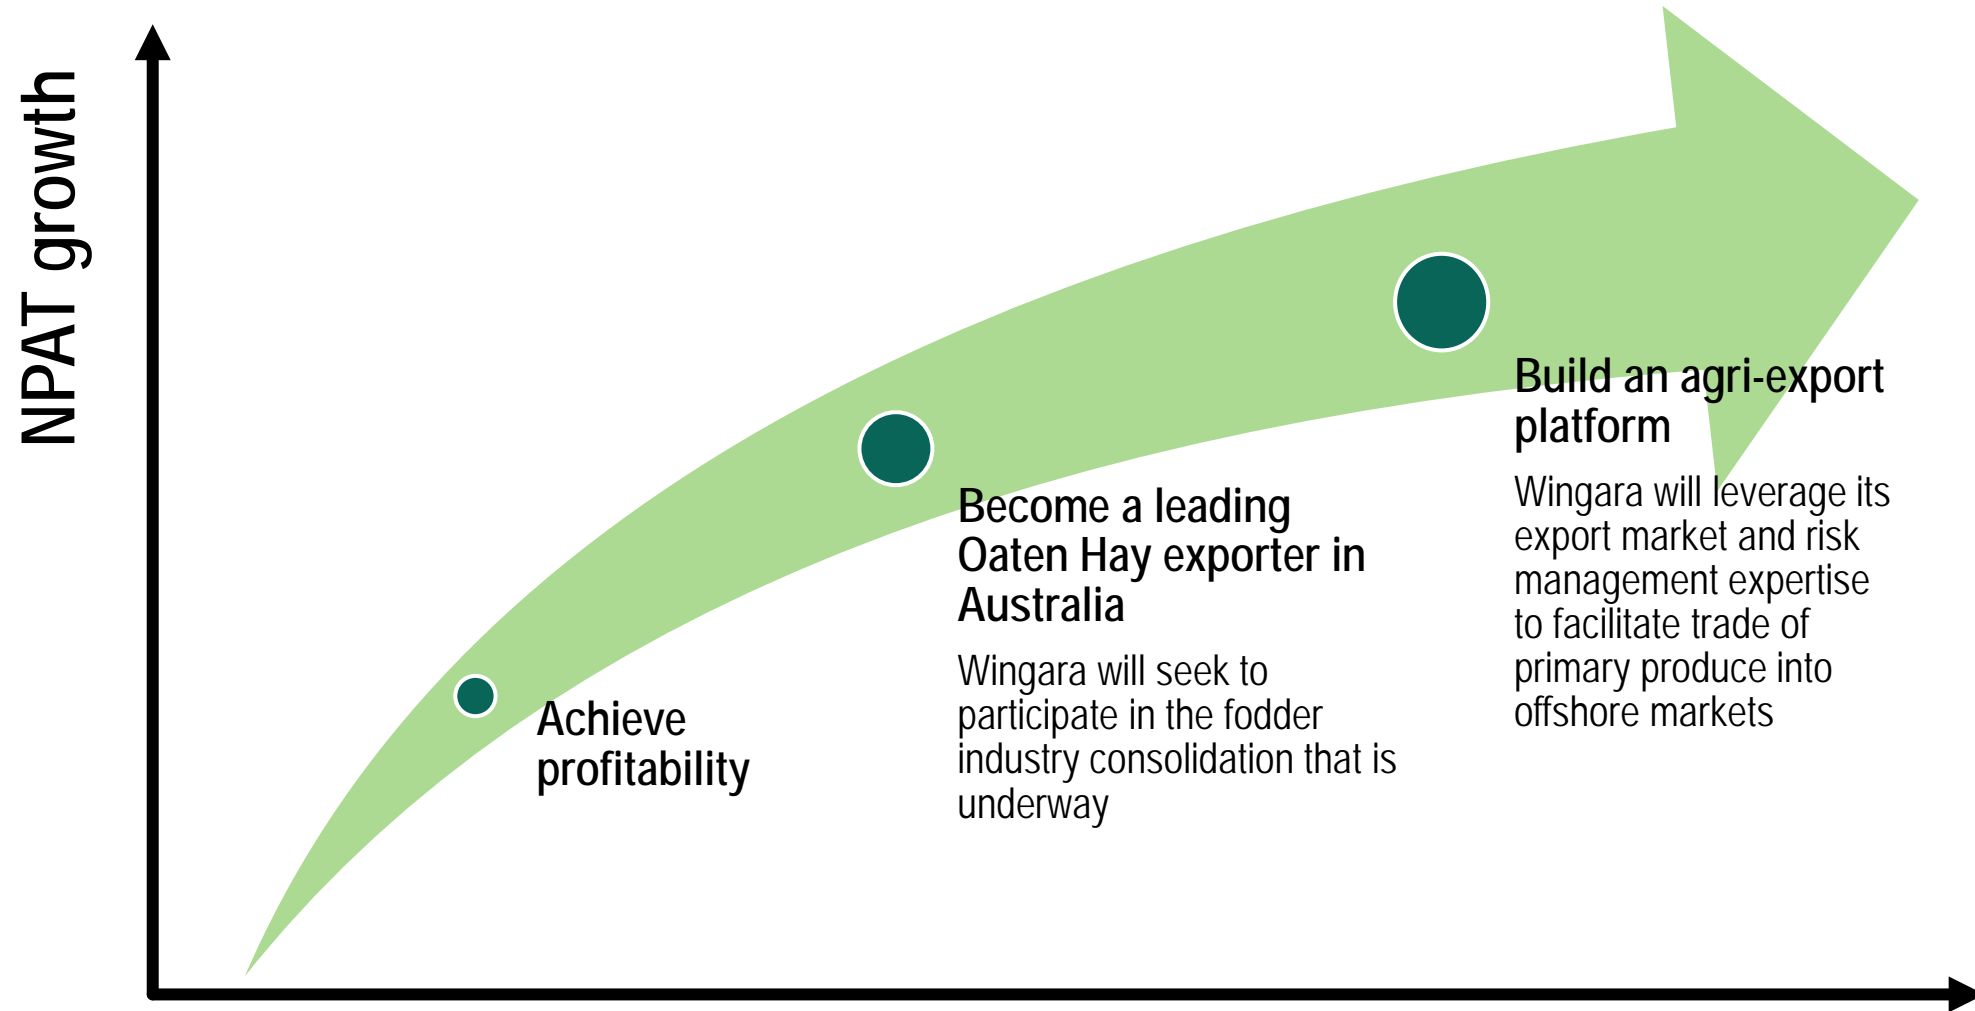 NPAT growth
Achieve
profitability
Become a leading
Oaten Hay exporter in
Australia
Wingara will seek to
participate in the fodder
industry consolidation that is
underway
Build an agri-export
platform
Wingara will leverage its
export market and risk
management expertise
to facilitate trade of
primary produce into
offshore markets